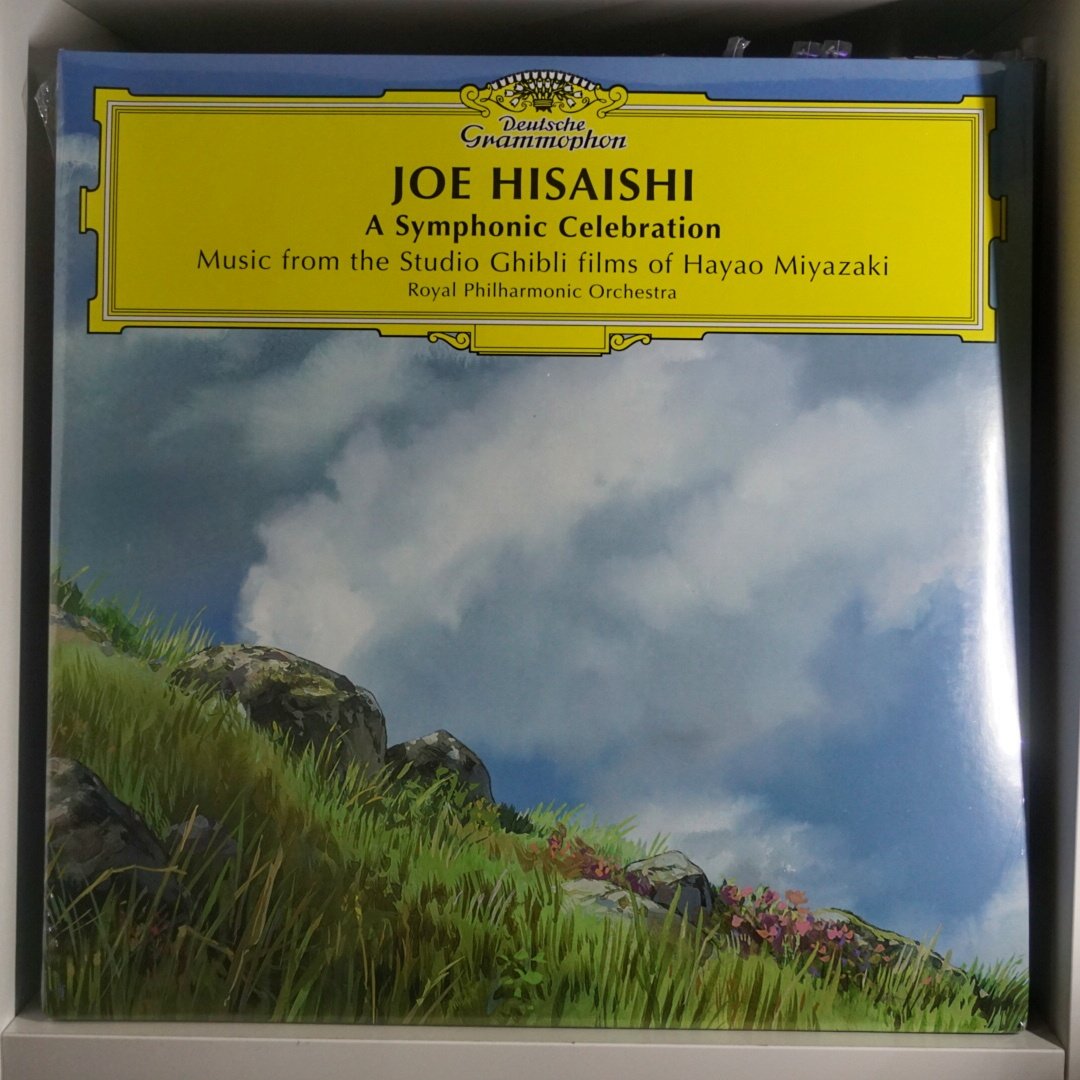 Deutsche
Grammophon
JOE HISAISHI
A Symphonic Celebration
Music from the Studio Ghibli films of Hayao Miyazaki
Royal Philharmonic Orchestra